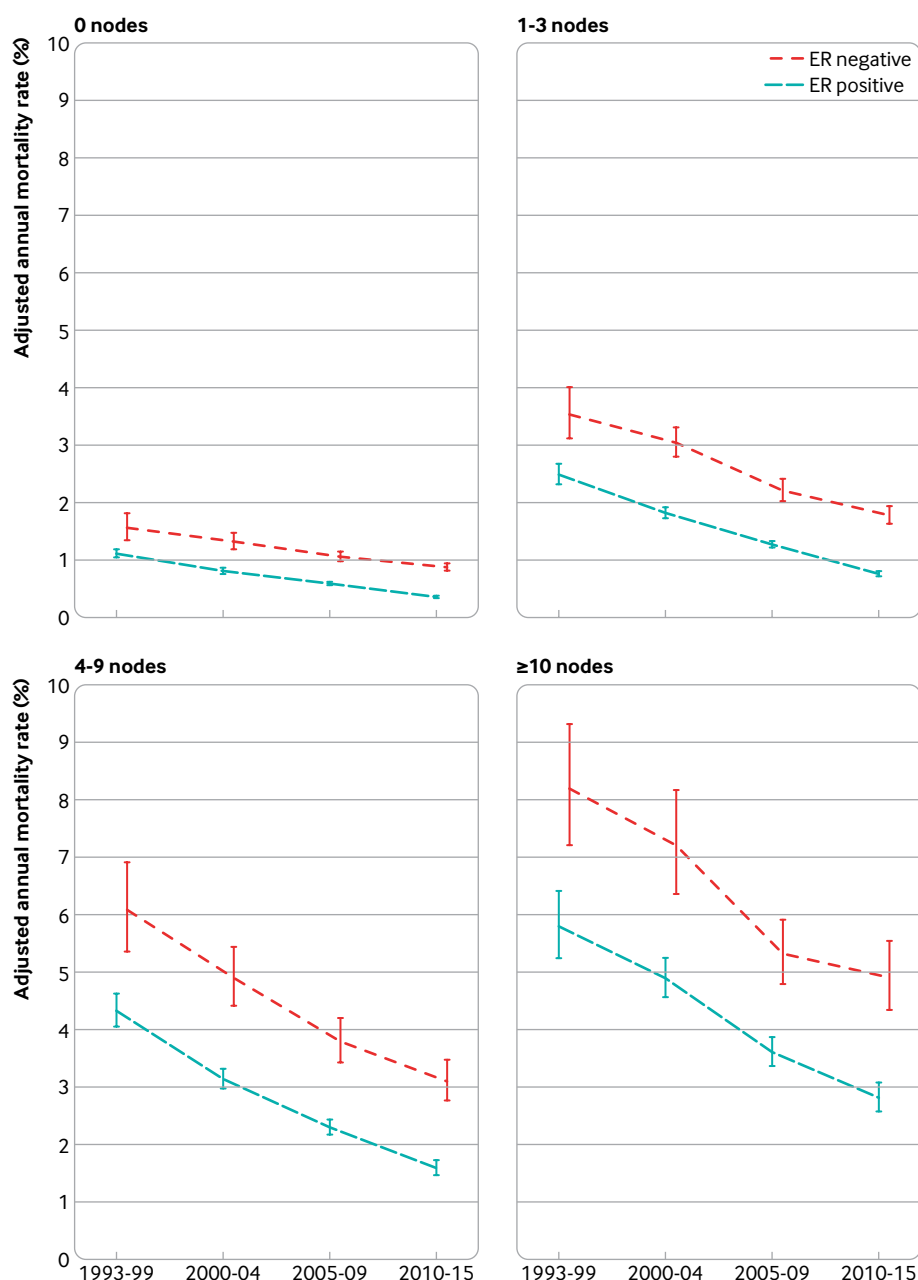 0 nodes
1-3 nodes
Adjusted annual mortality rate (%)
10
9
8
7
6
5
4
3
2
1
0
ER negative
ER positive
4-9 nodes
≥10 nodes
Adjusted annual mortality rate (%)
10
9
8
7
6
5
4
3
2
1
0
1993-99 2000-04 2005-09 2010-15
1993-99 2000-04 2005-09 2010-15